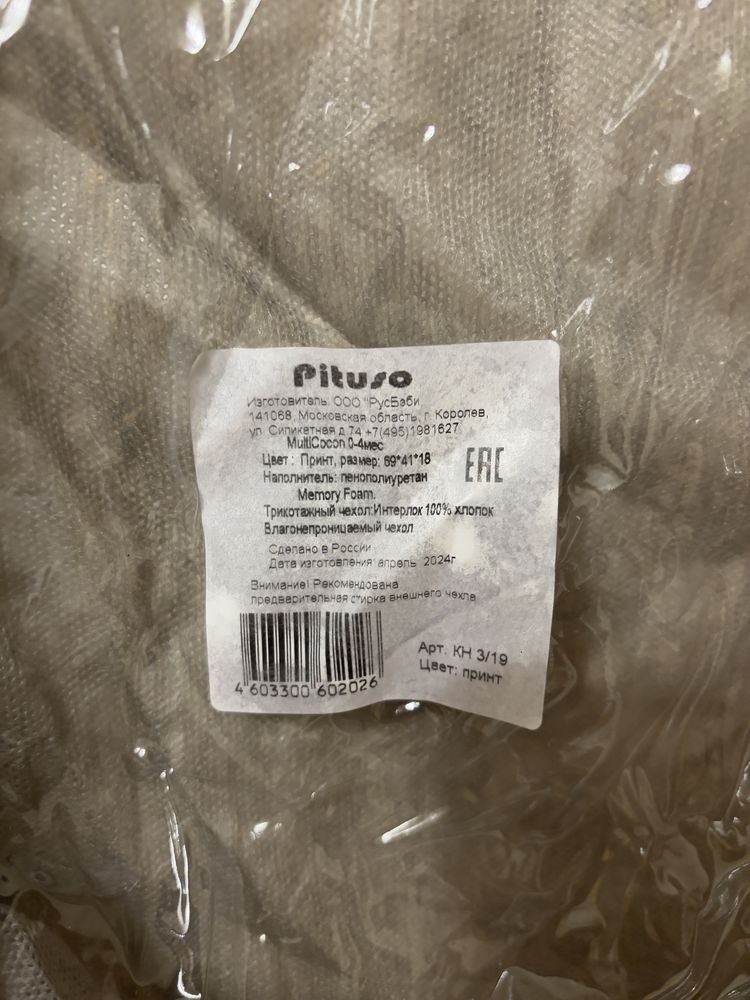 Pituso
Изготовитель: ООО "РусБэби,
141068, Московская область, г. Королев,
ул. Силикетная д.74 +7(495)1981627
MultiCocon 0-4мес
Цвет : Принт, размер: 69*41*18
EAC
Наполнитель: пенополиуретан
Memory Foam.
Трикотажный чехол:Интерлок 100% хлопок
Влагонепроницаемый чехол
Сделано в России
Дата изготовления: апрель 2024г
Внимание! Рекомендована
предварительная стирка внешнего чехла
Арт. КН 3/19
Цвет: принт
4 603300 602026